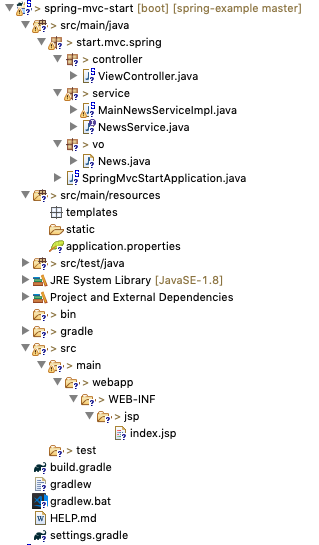 > spring-mvc-start [boot] [spring-example master]
> src/main/java
> start.mvc.spring
> controller
> ViewController.java
> service
> MainNewsServiceImpl.java
> NewsService.java
> vo
> News.java
> SpringMvcStartApplication.java
> src/main/resources
templates
static
application.properties
> src/test/java
JRE System Library [JavaSE-1.8]
Project and External Dependencies
> bin
> gradle
> src
> main
> webapp
> WEB-INF
> jsp
index.jsp
> test
build.gradle
gradlew
gradlew.bat
HELP.md
settings.gradle